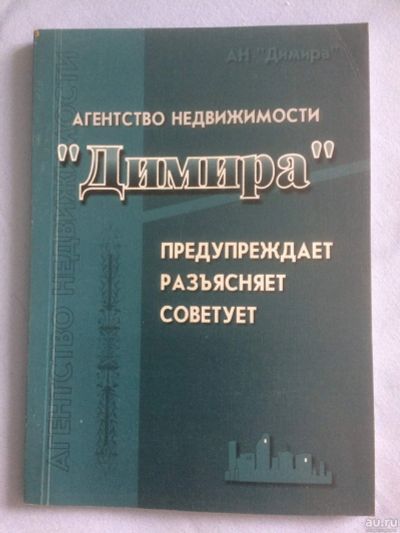 АН "Димира"
АГЕНТСТВО НЕДВИЖИМОСТИ
"Димира"
ПРЕДУПРЕЖДАЕТ
РАЗЪЯСНЯЕТ
СОВЕТУЕТ
АГЕНТСТВО НЕДВИЖИМОСТИ
au.ru